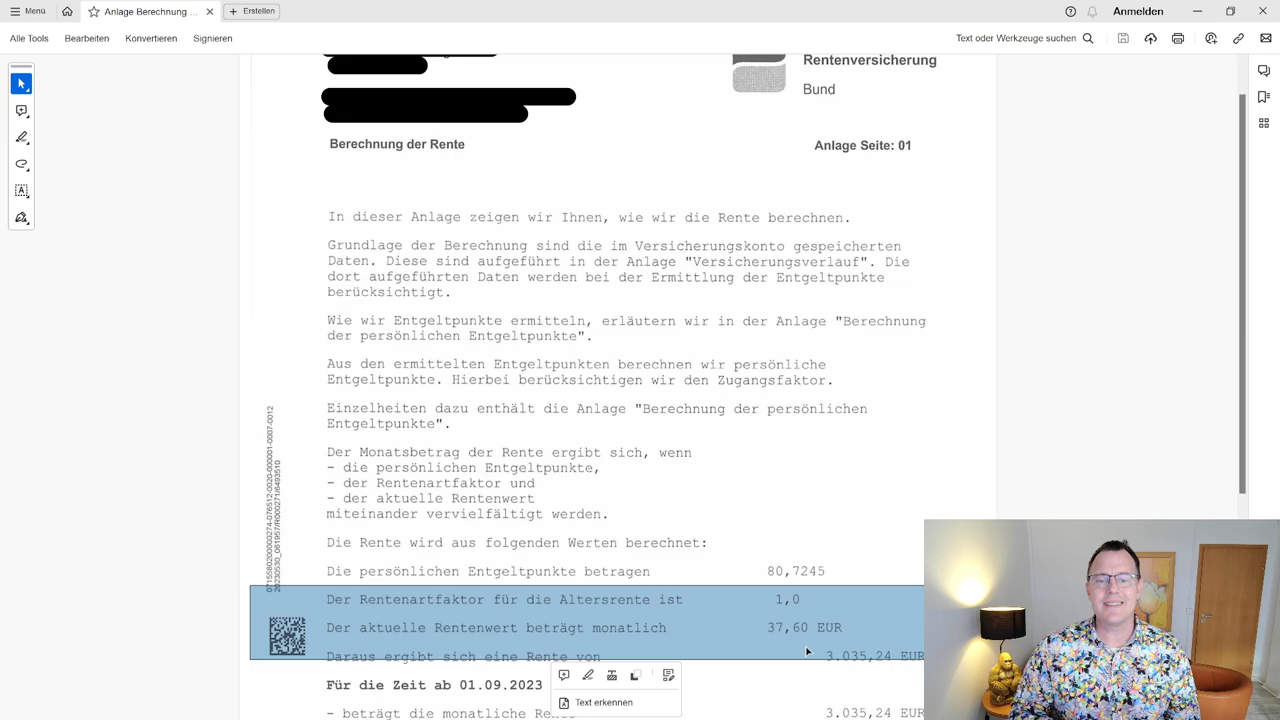 Menü
Anlage Berechnung ...
Erstellen
Anmelden
Alle Tools
Bearbeiten
Konvertieren
Signieren
Text oder Werkzeuge suchen
Rentenversicherung
Bund
Berechnung der Rente
Anlage Seite: 01
In dieser Anlage zeigen wir Ihnen, wie wir die Rente berechnen.
Grundlage der Berechnung sind die im Versicherungskonto gespeicherten
Daten. Diese sind aufgeführt in der Anlage "Versicherungsverlauf". Die
dort aufgeführten Daten werden bei der Ermittlung der Entgeltpunkte
berücksichtigt.
Wie wir Entgeltpunkte ermitteln, erläutern wir in der Anlage "Berechnung
der persönlichen Entgeltpunkte".
Aus den ermittelten Entgeltpunkten berechnen wir persönliche
Entgeltpunkte. Hierbei berücksichtigen wir den Zugangsfaktor.
Einzelheiten dazu enthält die Anlage "Berechnung der persönlichen
Entgeltpunkte".
Der Monatsbetrag der Rente ergibt sich, wenn
- die persönlichen Entgeltpunkte,
- der Rentenartfaktor und
- der aktuelle Rentenwert
miteinander vervielfältigt werden.
Die Rente wird aus folgenden Werten berechnet:
Die persönlichen Entgeltpunkte betragen 80,7245
Der Rentenartfaktor für die Altersrente ist 1,0
Der aktuelle Rentenwert beträgt monatlich 37,60 EUR
Daraus ergibt sich eine Rente von 3.035,24 EUR
Für die Zeit ab 01.09.2023
- beträgt die monatliche Rente 3.035,24 EUR
Text erkennen